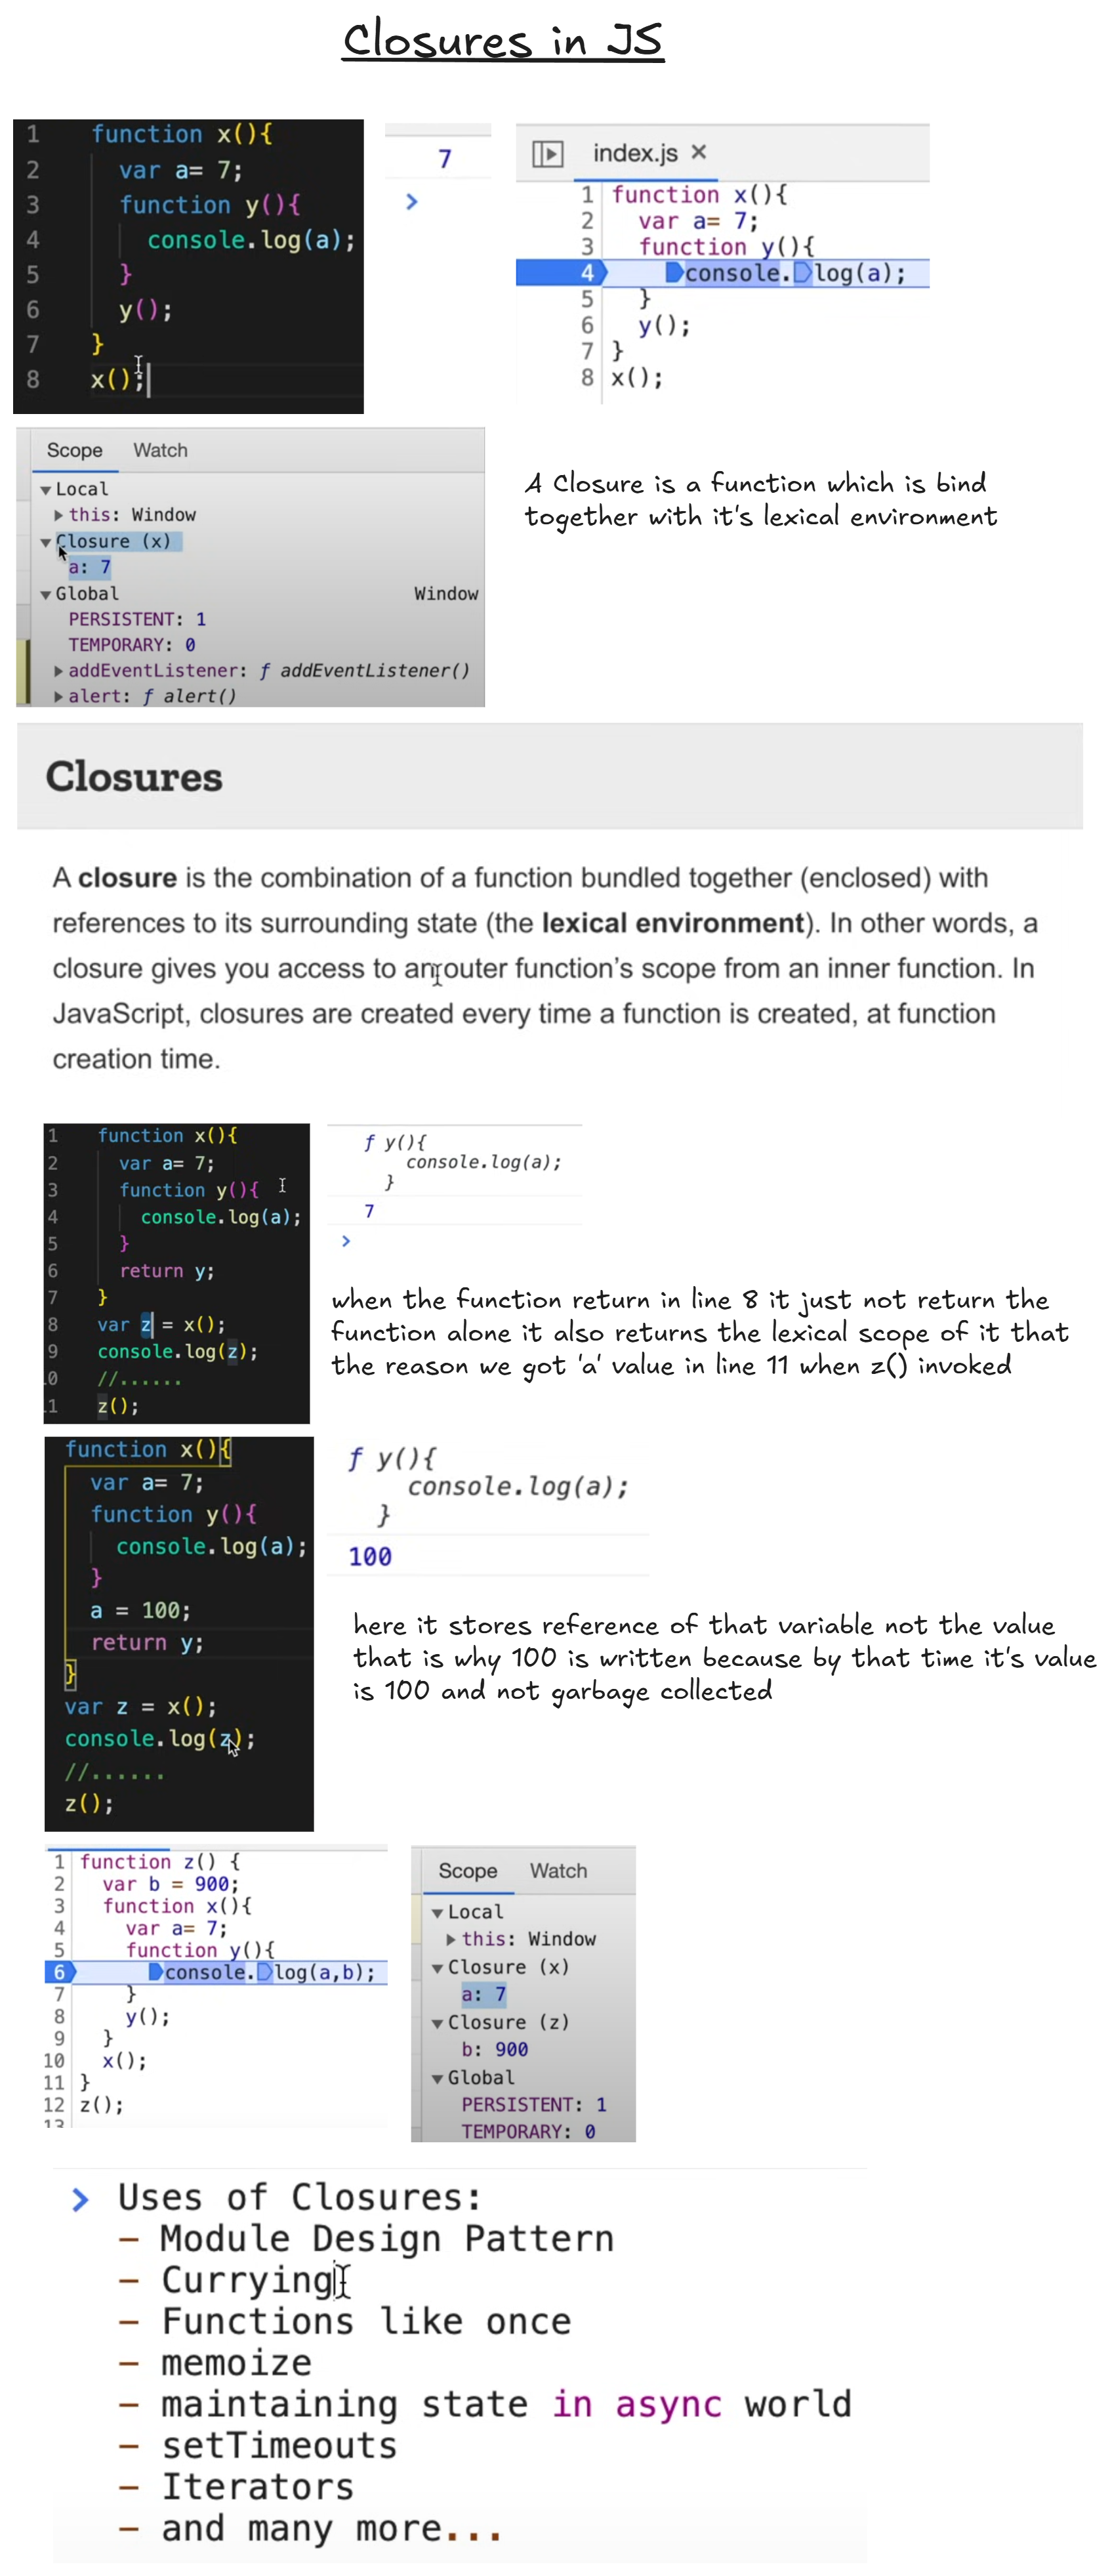 Closures in JS
1 function x(){
2 var a= 7;
3 function y(){
4 console.log(a);
5 }
6 y();
7 }
8 x();
7
>
index.js ×
1 function x(){
2 var a= 7;
3 function y(){
4 console.log(a);
5 }
6 y();
7 }
8 x();
Scope Watch
▼Local
▶this: Window
▼Closure (x)
a: 7
▼Global Window
PERSISTENT: 1
TEMPORARY: 0
▶addEventListener: ƒ addEventListener()
▶alert: ƒ alert()
A Closure is a function which is bind
together with it's lexical environment
Closures
A closure is the combination of a function bundled together (enclosed) with
references to its surrounding state (the lexical environment). In other words, a
closure gives you access to an outer function's scope from an inner function. In
JavaScript, closures are created every time a function is created, at function
creation time.
1 function x(){
2 var a= 7;
3 function y(){
4 console.log(a);
5 }
6 return y;
7 }
8 var z = x();
9 console.log(z);
10 //......
11 z();
ƒ y(){
console.log(a);
}
7
>
when the function return in line 8 it just not return the
function alone it also returns the lexical scope of it that
the reason we got 'a' value in line 11 when z() invoked
function x(){
var a= 7;
function y(){
console.log(a);
}
a = 100;
return y;
}
var z = x();
console.log(z);
//......
z();
ƒ y(){
console.log(a);
}
100
here it stores reference of that variable not the value
that is why 100 is written because by that time it's value
is 100 and not garbage collected
1 function z() {
2 var b = 900;
3 function x(){
4 var a= 7;
5 function y(){
6 console.log(a,b);
7 }
8 y();
9 }
10 x();
11 }
12 z();
13
Scope Watch
▼Local
▶this: Window
▼Closure (x)
a: 7
▼Closure (z)
b: 900
▼Global
PERSISTENT: 1
TEMPORARY: 0
> Uses of Closures:
– Module Design Pattern
– Currying
– Functions like once
– memoize
– maintaining state in async world
– setTimeouts
– Iterators
– and many more...